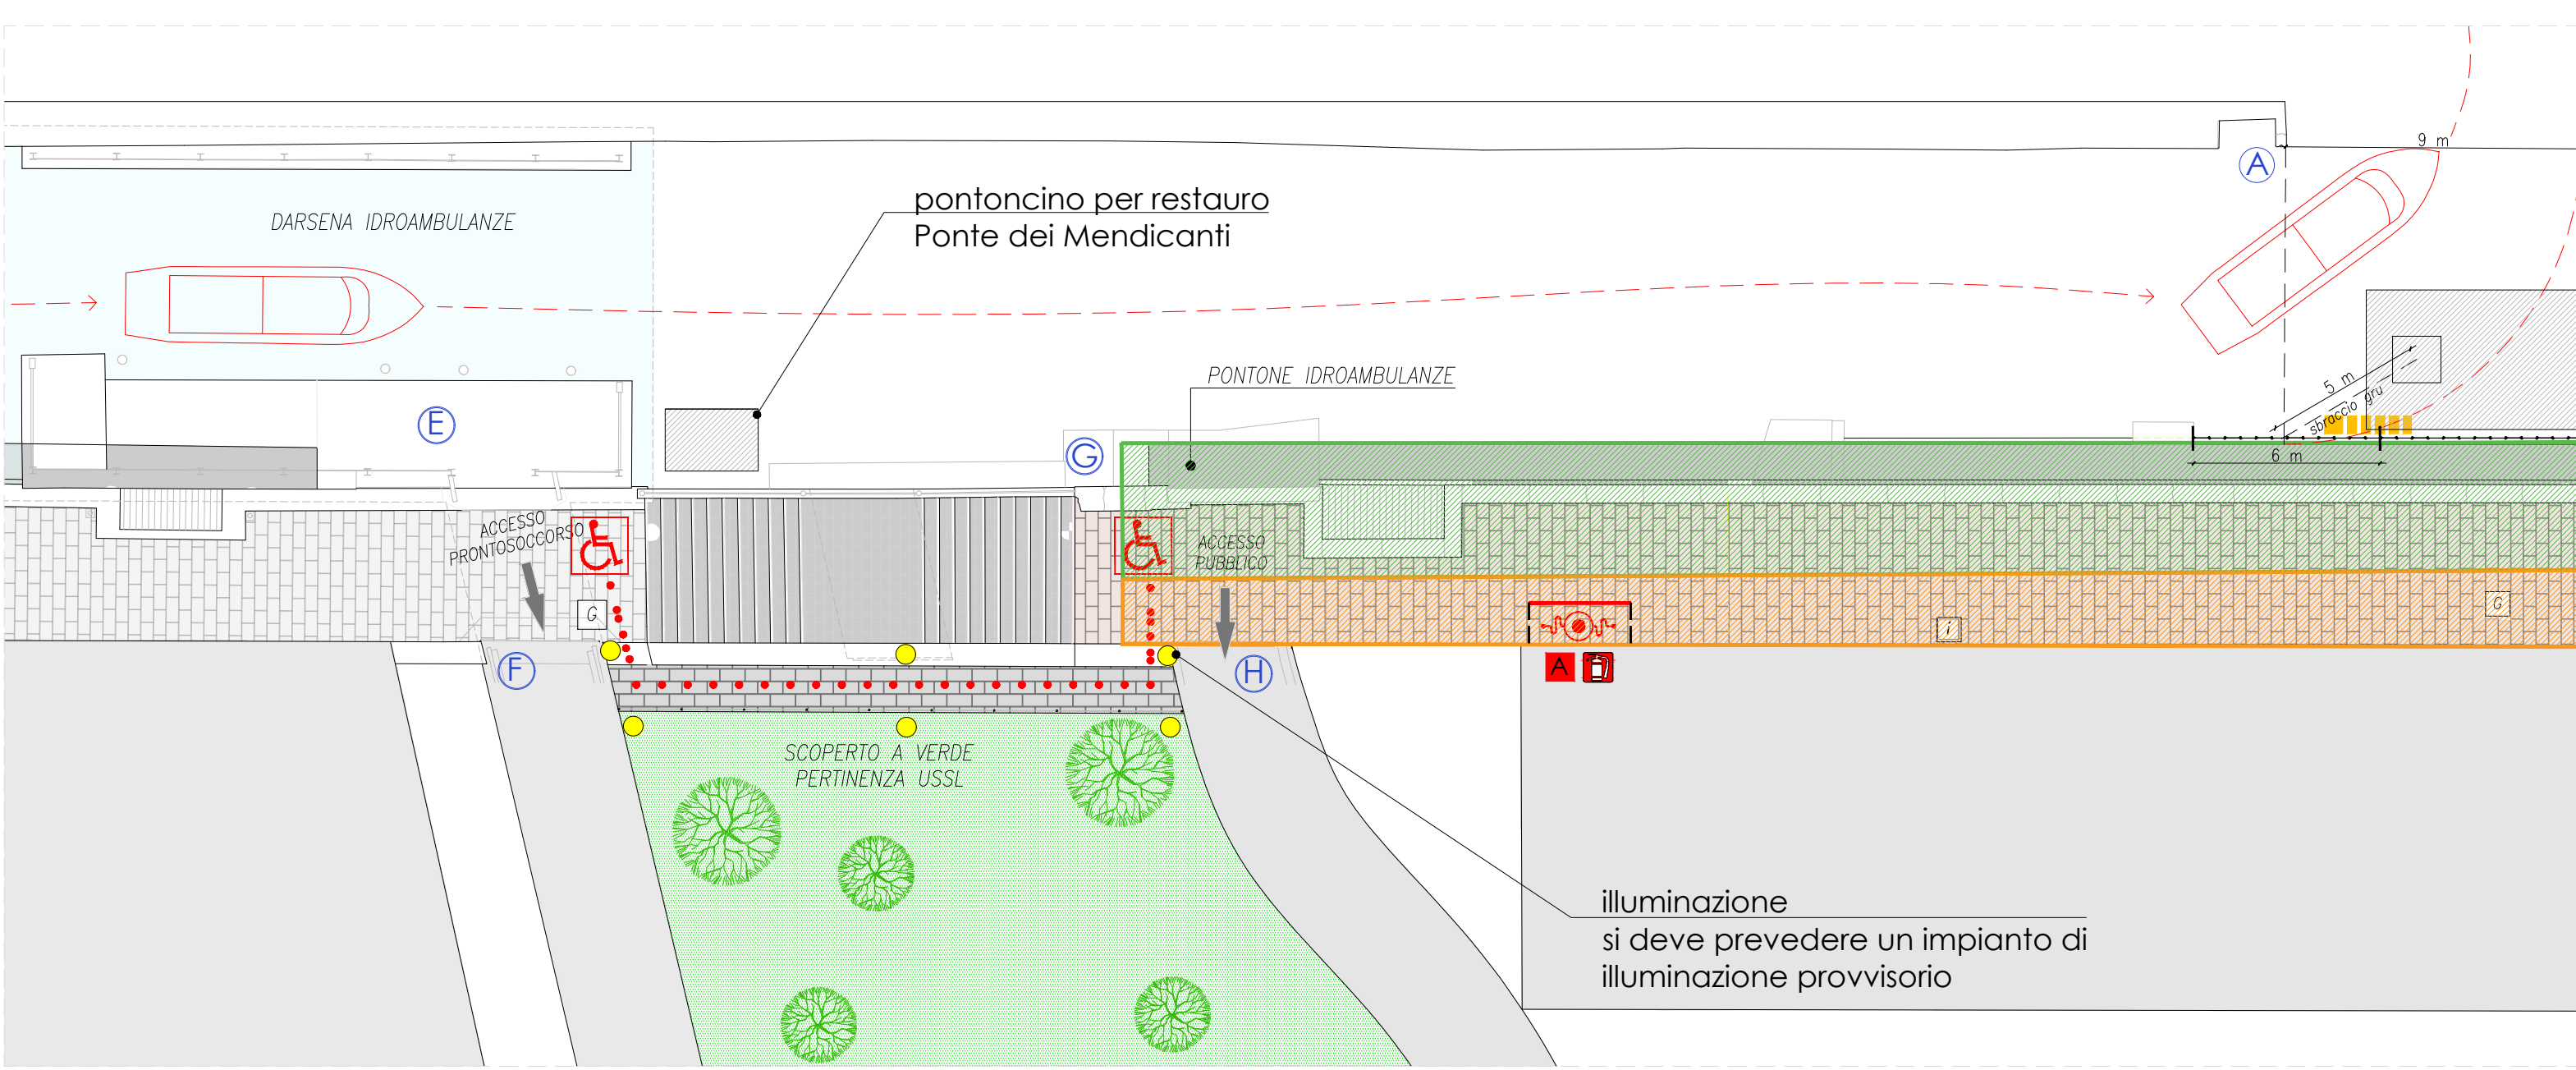 9 m
A
pontoncino per restauro
Ponte dei Mendicanti
DARSENA IDROAMBULANZE
PONTONE IDROAMBULANZE
5 m
sbraccio gru
E
G
6 m
ACCESSO
PRONTOSOCCORSO
ACCESSO
PUBBLICO
G
G
i
F
H
A
SCOPERTO A VERDE
PERTINENZA USSL
illuminazione
si deve prevedere un impianto di
illuminazione provvisorio